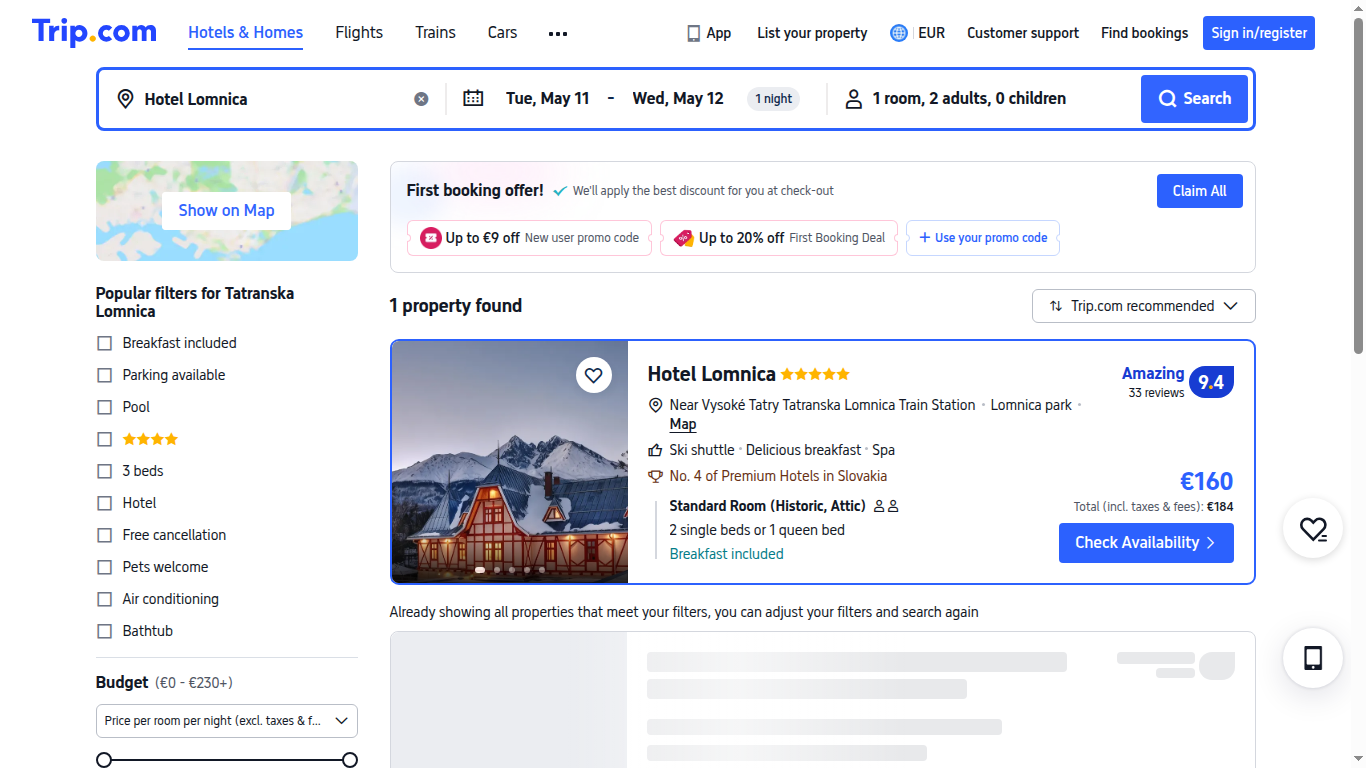 Trip.com
Hotels & Homes
Flights
Trains
Cars
App
List your property
EUR
Customer support
Find bookings
Sign in/register
Hotel Lomnica
Tue, May 11 - Wed, May 12
1 night
1 room, 2 adults, 0 children
Search
Show on Map
First booking offer!
We'll apply the best discount for you at check-out
Claim All
Up to €9 off New user promo code
Up to 20% off First Booking Deal
+ Use your promo code
Popular filters for Tatranska
Lomnica
Breakfast included
Parking available
Pool
3 beds
Hotel
Free cancellation
Pets welcome
Air conditioning
Bathtub
Budget (€0 - €230+)
Price per room per night (excl. taxes & f...
1 property found
Trip.com recommended
Hotel Lomnica
Amazing
33 reviews
9.4
Near Vysoké Tatry Tatranska Lomnica Train Station · Lomnica park ·
Map
Ski shuttle · Delicious breakfast · Spa
No. 4 of Premium Hotels in Slovakia
Standard Room (Historic, Attic)
2 single beds or 1 queen bed
Breakfast included
€160
Total (incl. taxes & fees): €184
Check Availability
Already showing all properties that meet your filters, you can adjust your filters and search again